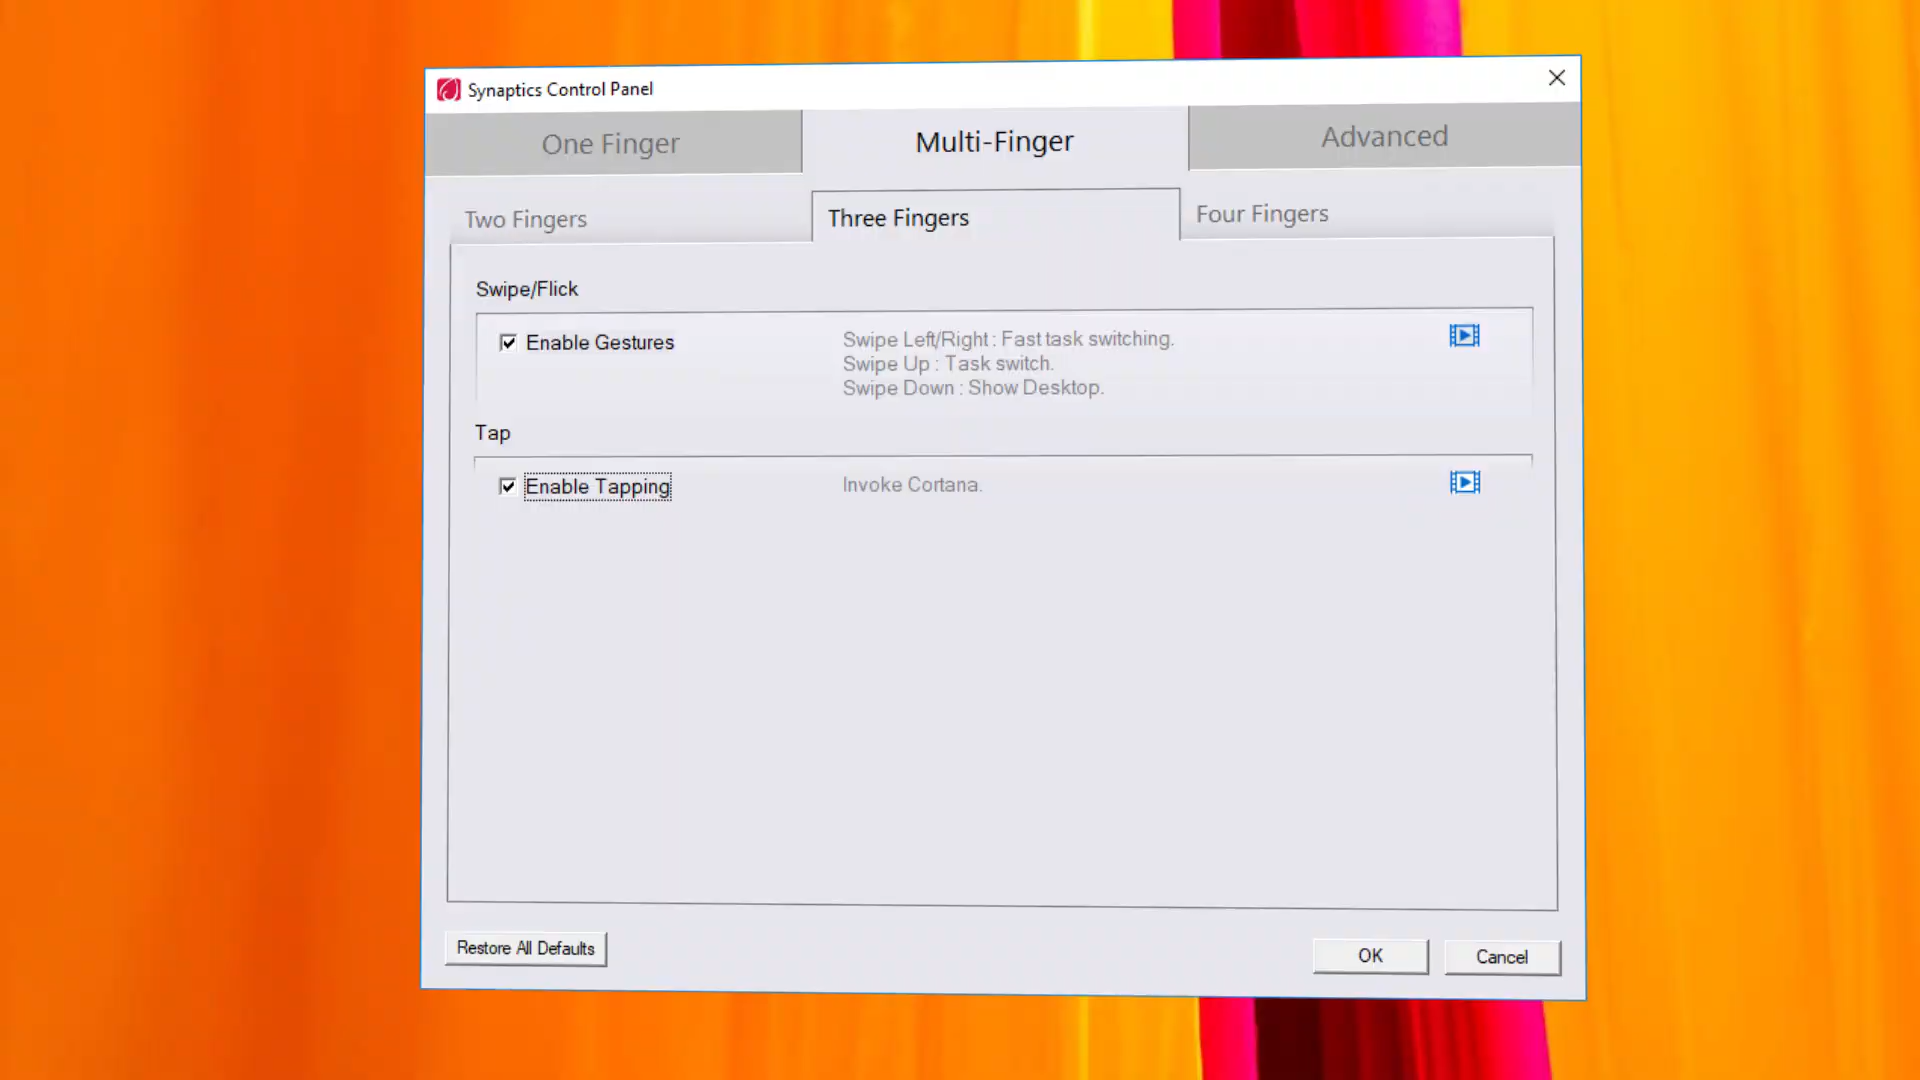 Synaptics Control Panel
One Finger
Multi-Finger
Advanced
Two Fingers
Three Fingers
Four Fingers
Swipe/Flick
Enable Gestures
Swipe Left/Right : Fast task switching.
Swipe Up : Task switch.
Swipe Down : Show Desktop.
Tap
Enable Tapping
Invoke Cortana.
Restore All Defaults
OK
Cancel